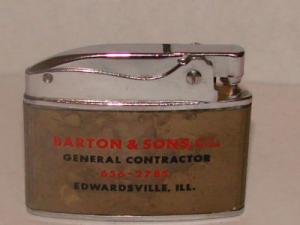 BARTON & SONS, CO.
GENERAL CONTRACTOR
656-2785
EDWARDSVILLE, ILL.